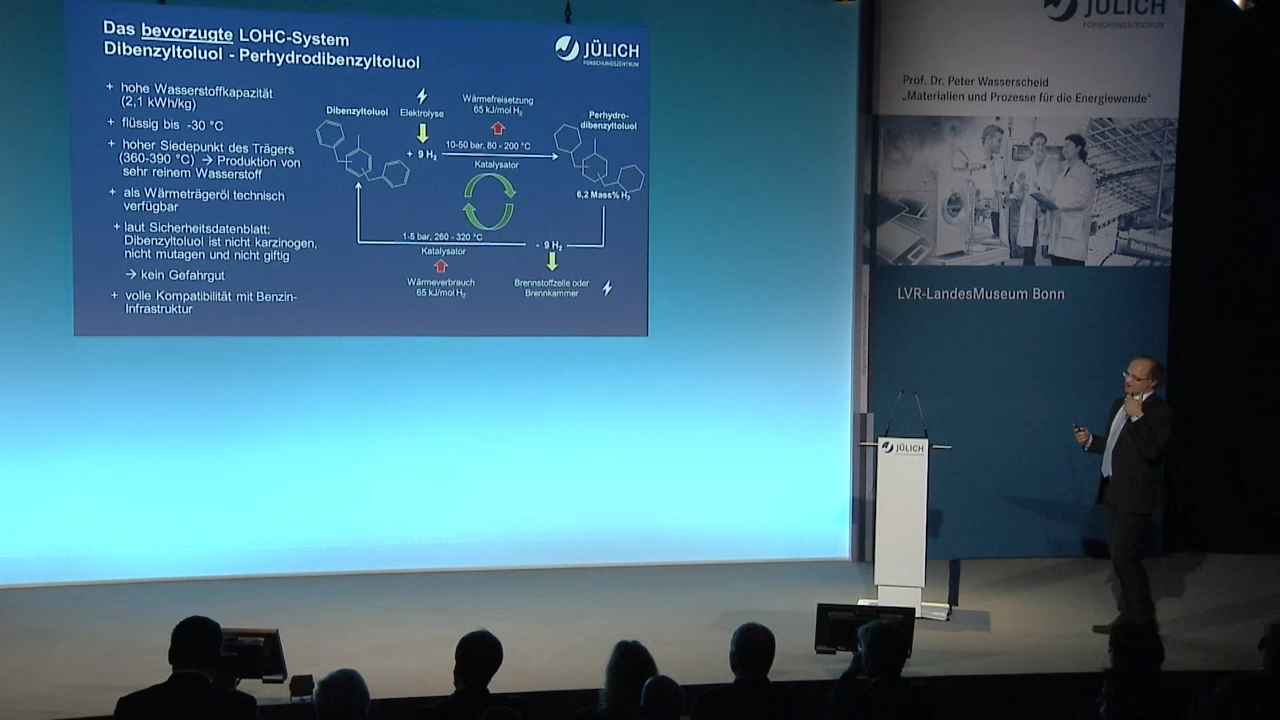 Das bevorzugte LOHC-System
Dibenzyltoluol - Perhydrodibenzyltoluol
JÜLICH
FORSCHUNGSZENTRUM
+ hohe Wasserstoffkapazität
(2,1 kWh/kg)
+ flüssig bis -30 °C
+ hoher Siedepunkt des Trägers
(360-390 °C) → Produktion von
sehr reinem Wasserstoff
+ als Wärmeträgeröl technisch
verfügbar
+ laut Sicherheitsdatenblatt:
Dibenzyltoluol ist nicht karzinogen,
nicht mutagen und nicht giftig
→ kein Gefahrgut
+ volle Kompatibilität mit Benzin-
Infrastruktur
Dibenzyltoluol
Elektrolyse
+ 9 H₂
Wärmefreisetzung
65 kJ/mol H₂
10-50 bar, 80 - 200 °C
Katalysator
Perhydro-
dibenzyltoluol
6,2 Mass% H₂
- 9 H₂
1-5 bar, 260 - 320 °C
Katalysator
Wärmeverbrauch
65 kJ/mol H₂
Brennstoffzelle oder
Brennkammer
JÜLICH
FORSCHUNGSZENTRUM
Prof. Dr. Peter Wasserscheid
„Materialien und Prozesse für die Energiewende“
LVR-LandesMuseum Bonn
JÜLICH